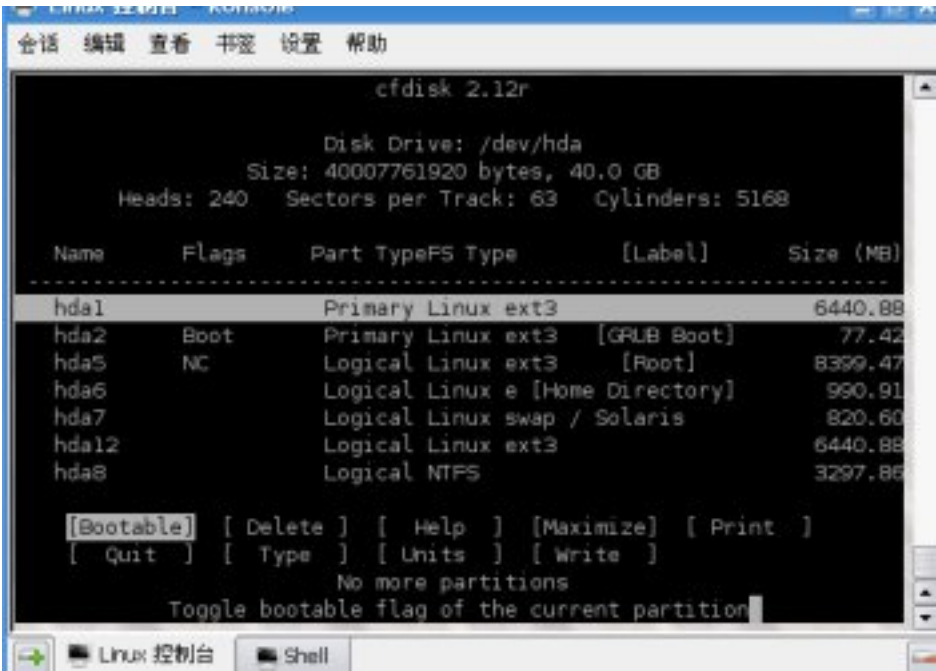 Linux 控制台 - Konsole
会话 编辑 查看 书签 设置 帮助
cfdisk 2.12r
Disk Drive: /dev/hda
Size: 40007761920 bytes, 40.0 GB
Heads: 240 Sectors per Track: 63 Cylinders: 5168
Name Flags Part TypeFS Type [Label] Size (MB)
------------------------------------------------------------------------
hda1 Primary Linux ext3 6440.88
hda2 Boot Primary Linux ext3 [GRUB Boot] 77.42
hda5 NC Logical Linux ext3 [Root] 8399.47
hda6 Logical Linux e [Home Directory] 990.91
hda7 Logical Linux swap / Solaris 820.60
hda12 Logical Linux ext3 6440.88
hda8 Logical NTFS 3297.86
[Bootable] [ Delete ] [ Help ] [Maximize] [ Print ]
[ Quit ] [ Type ] [ Units ] [ Write ]
No more partitions
Toggle bootable flag of the current partition
Linux 控制台 Shell